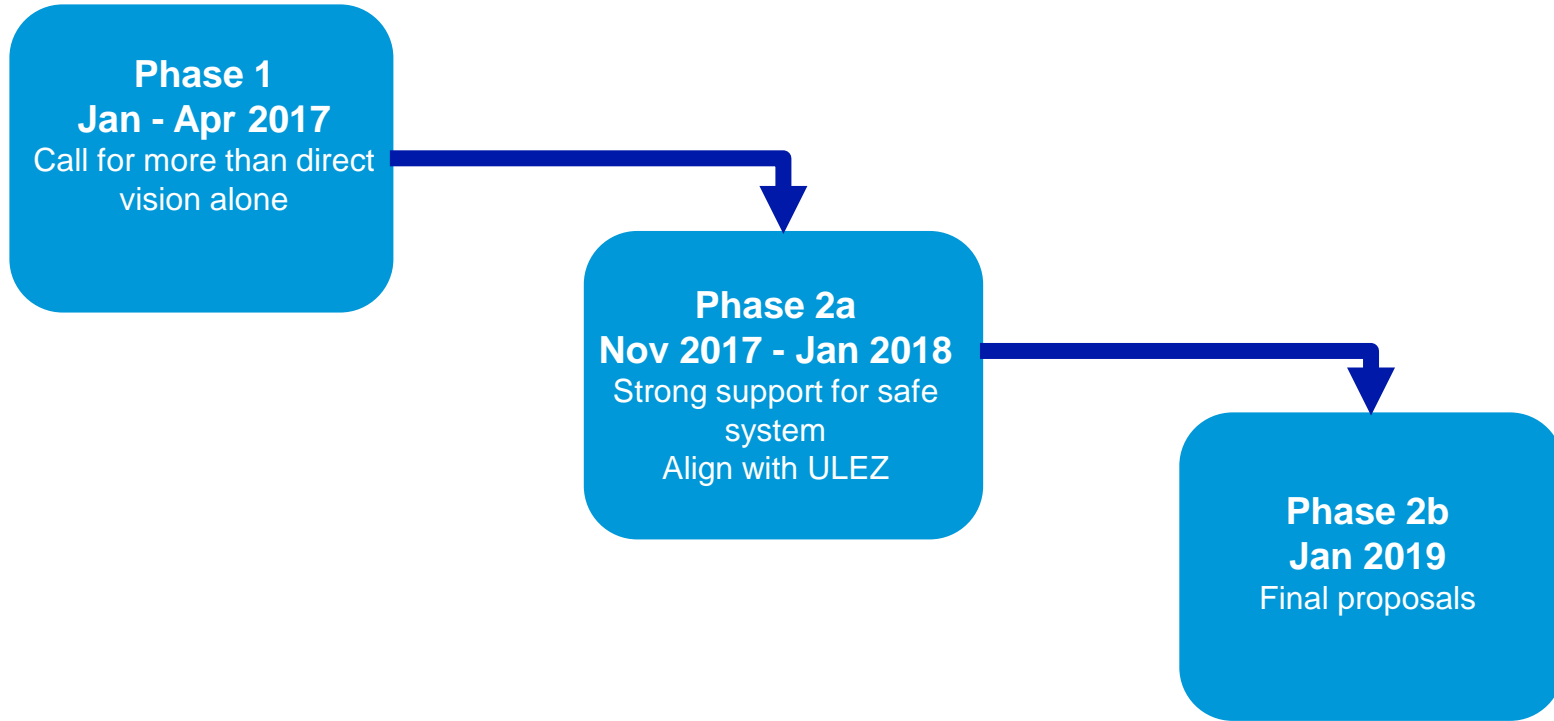 Phase 1
Jan - Apr 2017
Call for more than direct
vision alone
Phase 2a
Nov 2017 - Jan 2018
Strong support for safe
system
Align with ULEZ
Phase 2b
Jan 2019
Final proposals